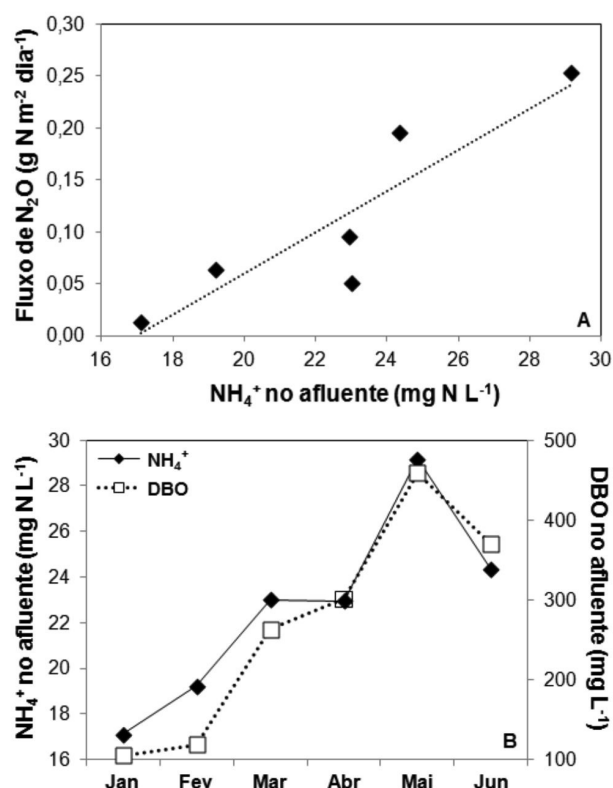 Fluxo de N₂O (g N m⁻² dia⁻¹)
0,30
0,25
0,20
0,15
0,10
0,05
0,00
A
16 18 20 22 24 26 28 30
NH₄⁺ no afluente (mg N L⁻¹)
NH₄⁺ no afluente (mg N L⁻¹)
30
28
26
24
22
20
18
16
NH₄⁺
DBO
500
400
300
200
100
DBO no afluente (mg L⁻¹)
B
Jan Fev Mar Abr Mai Jun